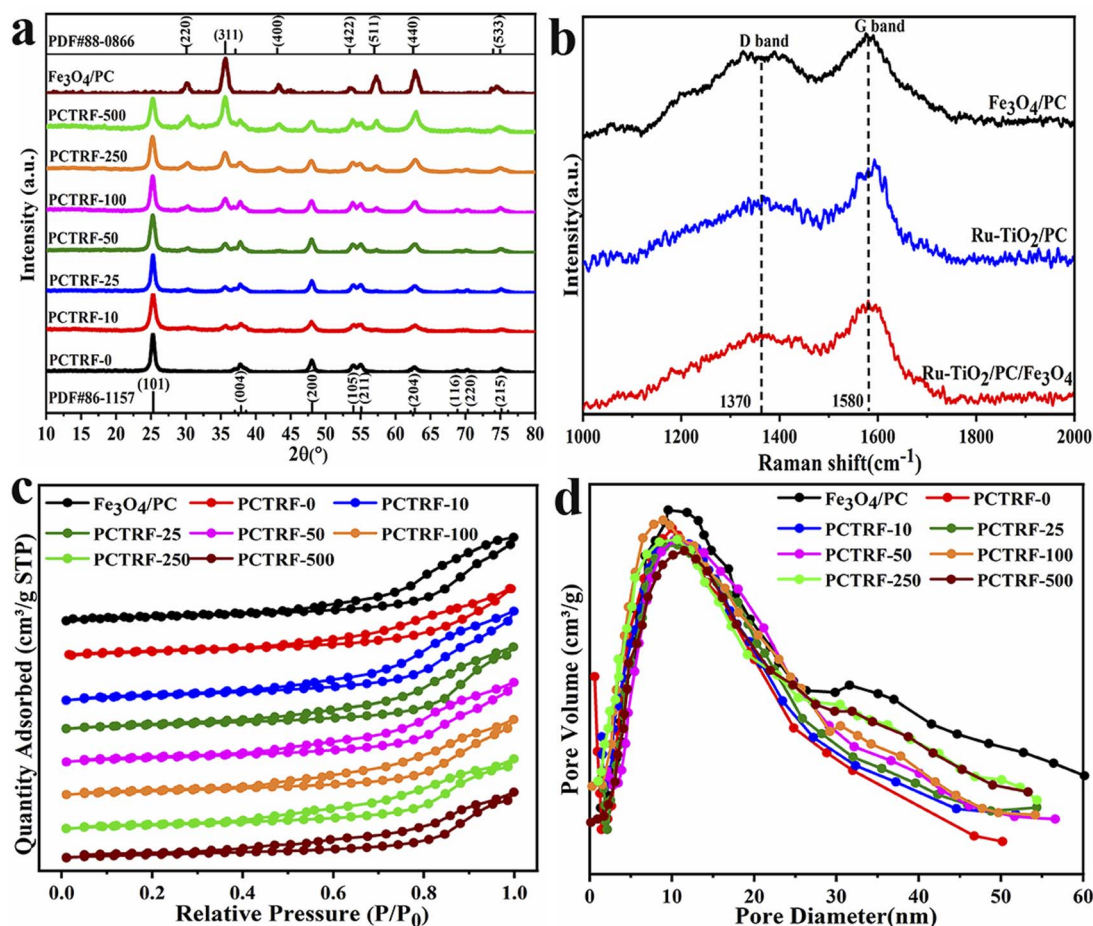 a
PDF#88-0866
(220)
(311)
(400)
(422)
(511)
(440)
(533)
Fe₃O₄/PC
PCTRF-500
PCTRF-250
PCTRF-100
PCTRF-50
PCTRF-25
PCTRF-10
PCTRF-0
(101)
(004)
(200)
(105)
(211)
(204)
(116)
(220)
(215)
PDF#86-1157
10 15 20 25 30 35 40 45 50 55 60 65 70 75 80
2θ(°)
Intensity (a.u.)
b
D band
G band
Fe₃O₄/PC
Ru-TiO₂/PC
Ru-TiO₂/PC/Fe₃O₄
1370
1580
1000 1200 1400 1600 1800 2000
Raman shift(cm⁻¹)
Intensity(a.u.)
c
Fe₃O₄/PC PCTRF-0 PCTRF-10
PCTRF-25 PCTRF-50 PCTRF-100
PCTRF-250 PCTRF-500
Quantity Adsorbed (cm³/g STP)
0.0 0.2 0.4 0.6 0.8 1.0
Relative Pressure (P/P₀)
d
Fe₃O₄/PC PCTRF-0
PCTRF-10 PCTRF-25
PCTRF-50 PCTRF-100
PCTRF-250 PCTRF-500
Pore Volume (cm³/g)
0 10 20 30 40 50 60
Pore Diameter(nm)